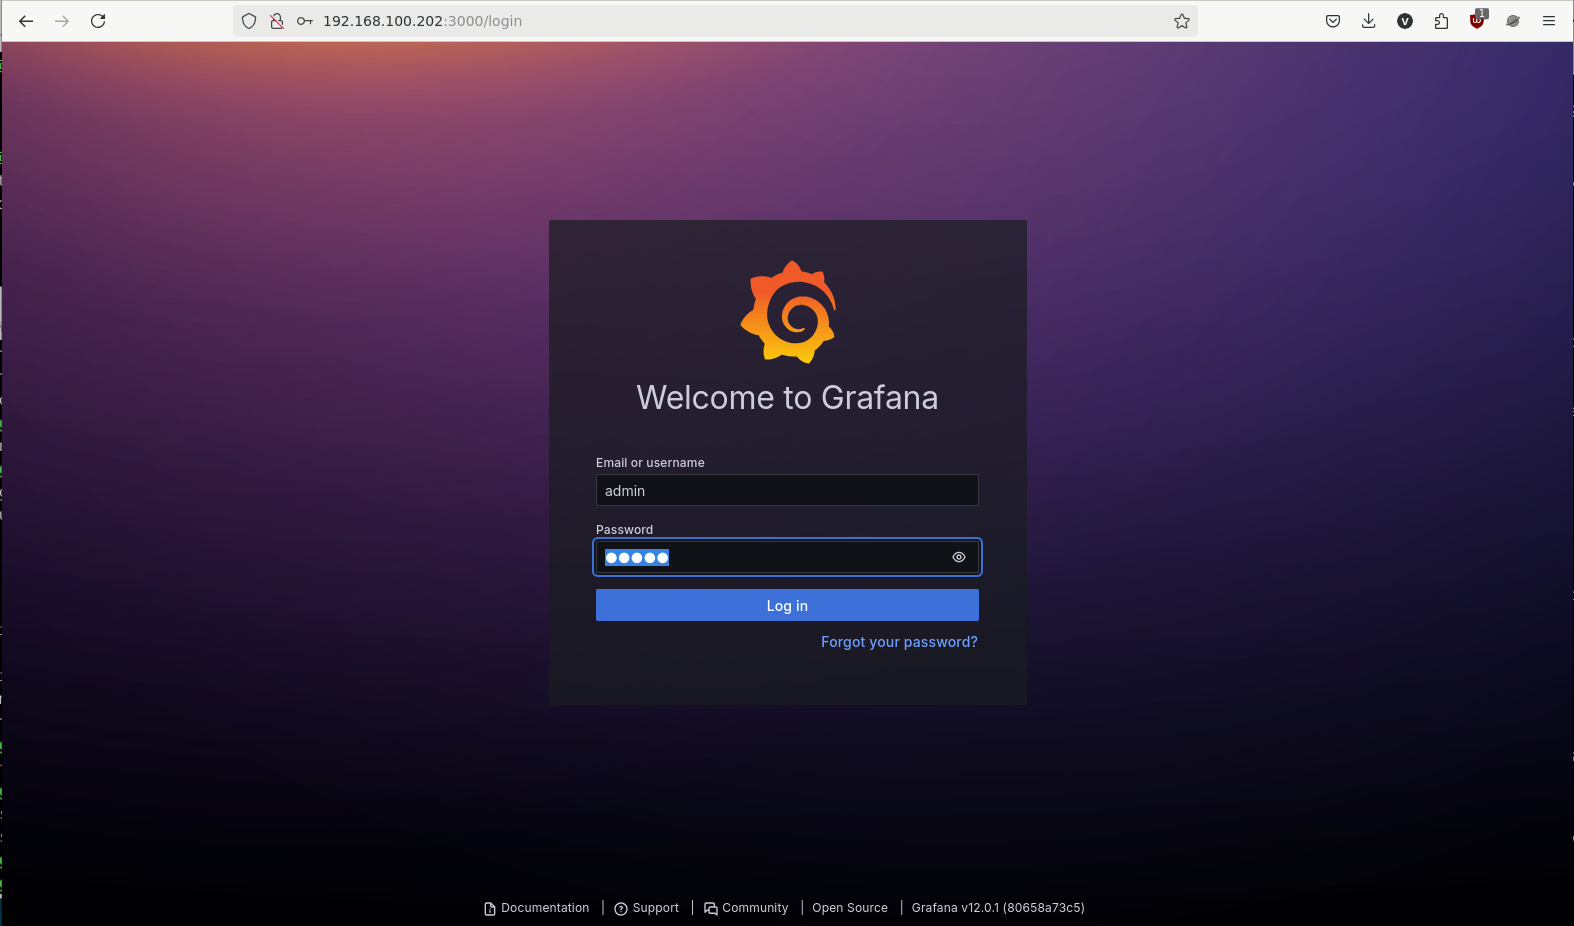 192.168.100.202:3000/login
1
Welcome to Grafana
Email or username
admin
Password
●●●●●
Log in
Forgot your password?
Documentation | Support | Community | Open Source | Grafana v12.0.1 (80658a73c5)